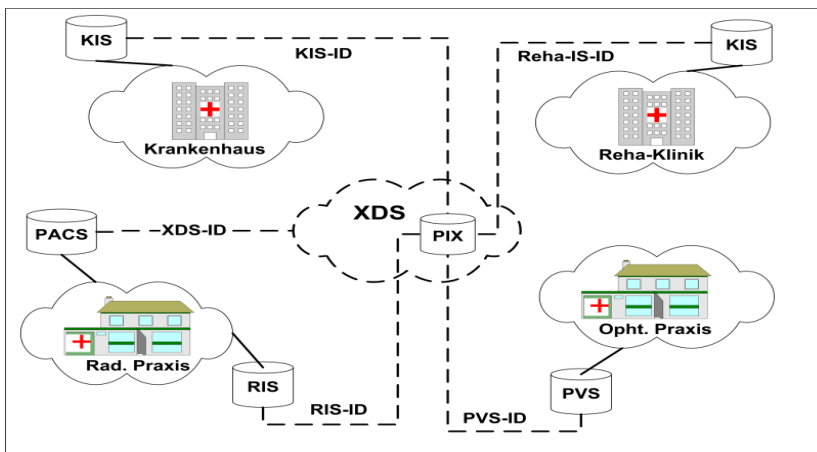 KIS
KIS-ID
Reha-IS-ID
KIS
Krankenhaus
Reha-Klinik
XDS
PACS
XDS-ID
PIX
Opht. Praxis
Rad. Praxis
RIS
PVS
RIS-ID
PVS-ID